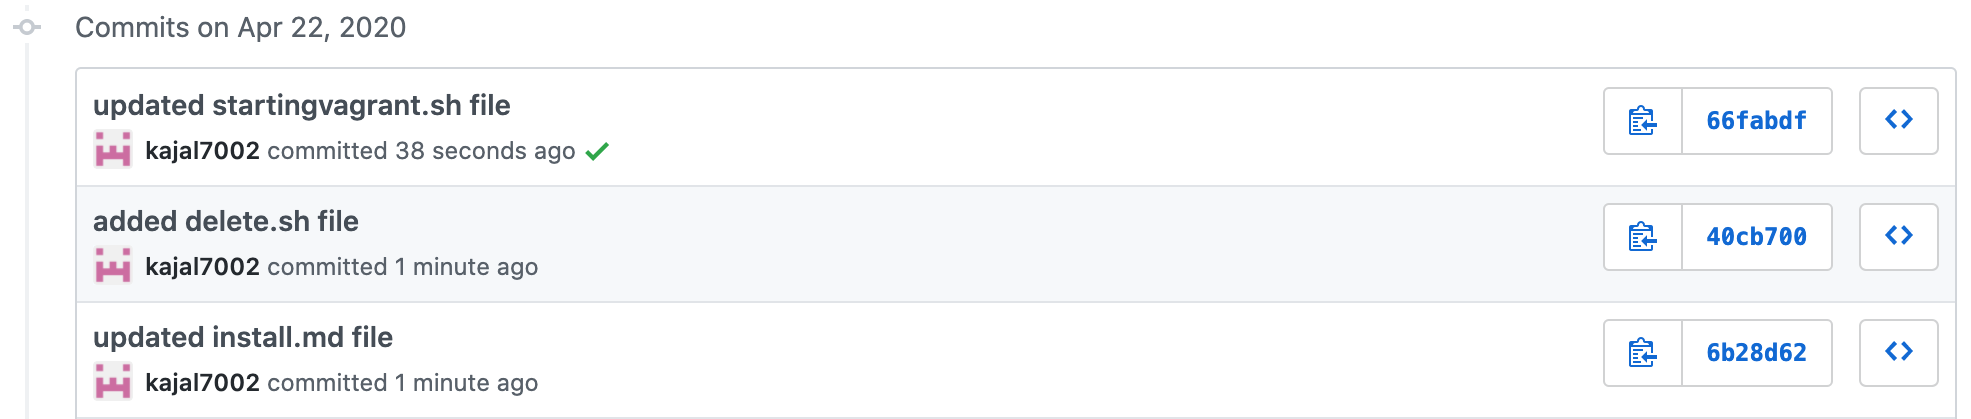 Commits on Apr 22, 2020
updated startingvagrant.sh file
kajal7002 committed 38 seconds ago
66fabdf
added delete.sh file
kajal7002 committed 1 minute ago
40cb700
updated install.md file
kajal7002 committed 1 minute ago
6b28d62